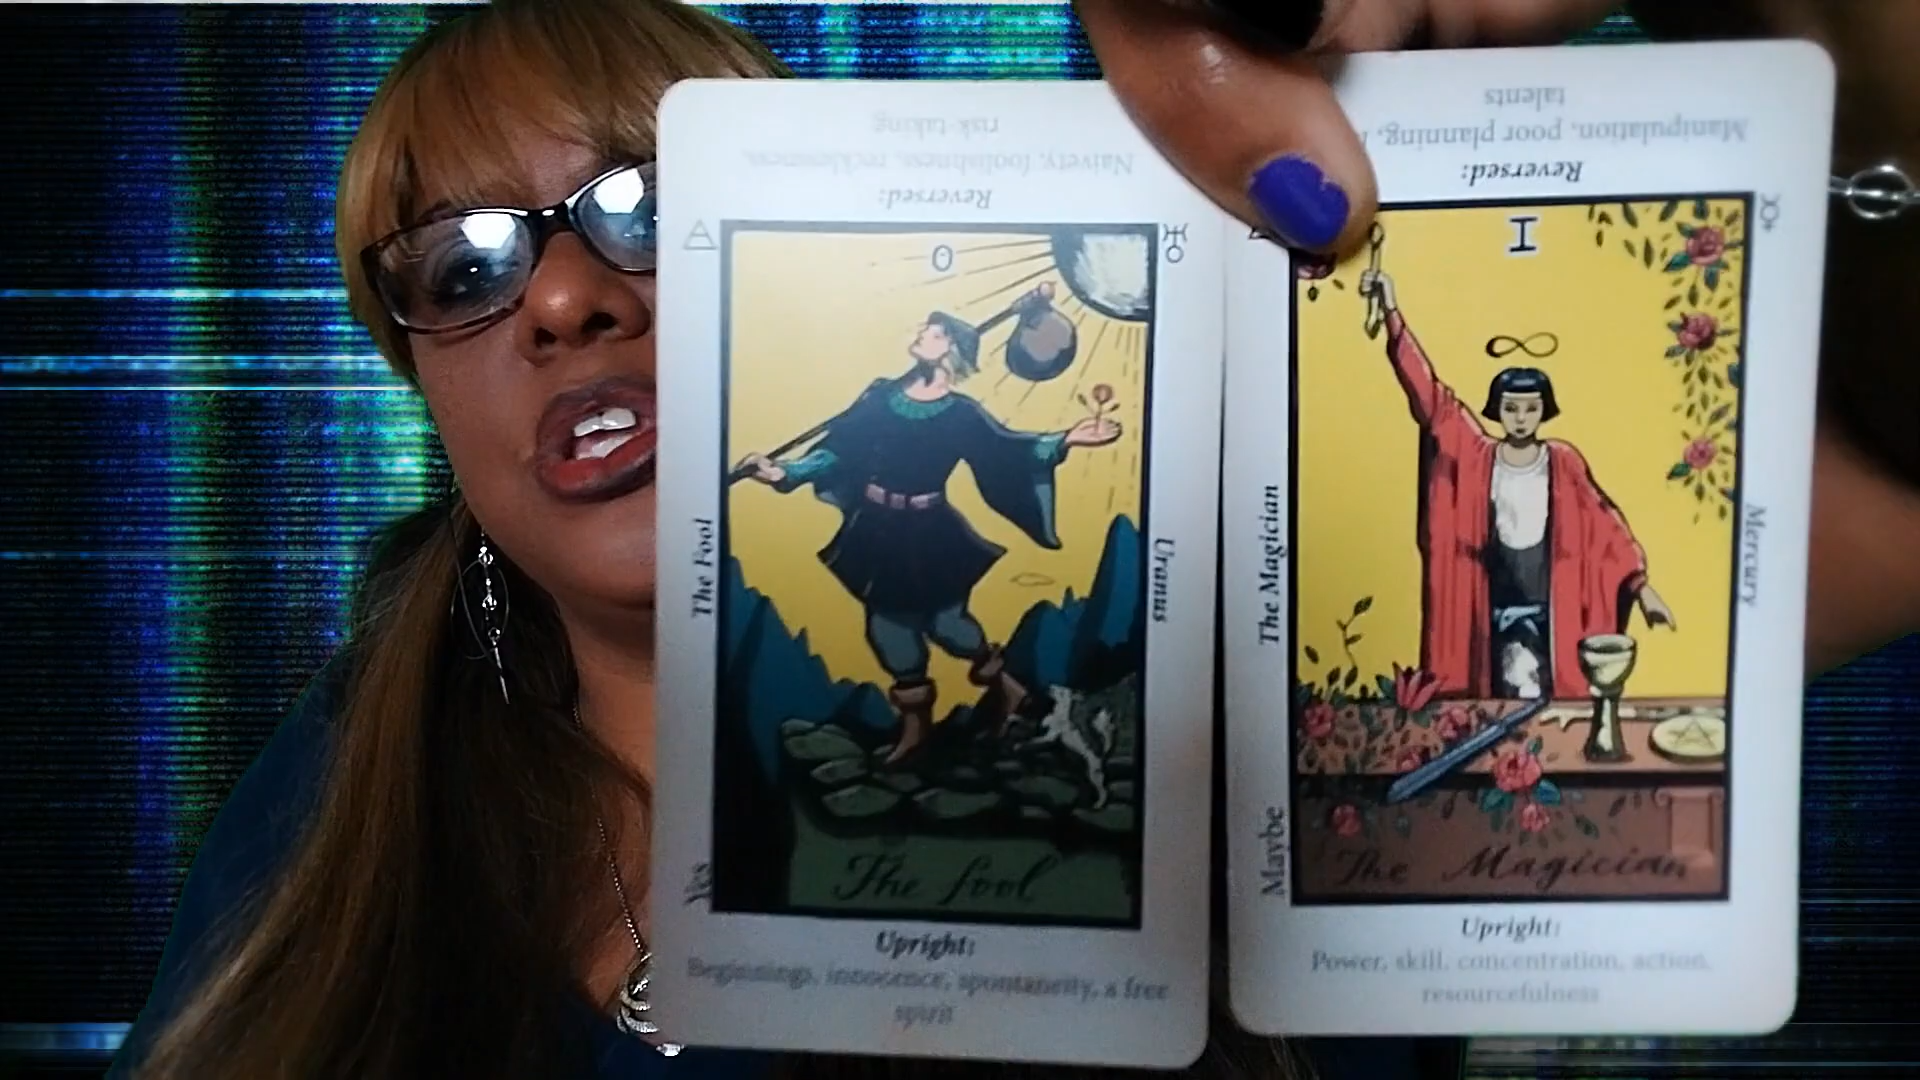 risk-taking
Naivety, foolishness, recklessness,
Reversed:
0
The Fool
Uranus
Yes
The fool
Upright:
Beginnings, innocence, spontaneity, a free
spirit
talents
Manipulation, poor planning,
Reversed:
I
The Magician
Mercury
Maybe
The Magician
Upright:
Power, skill, concentration, action,
resourcefulness